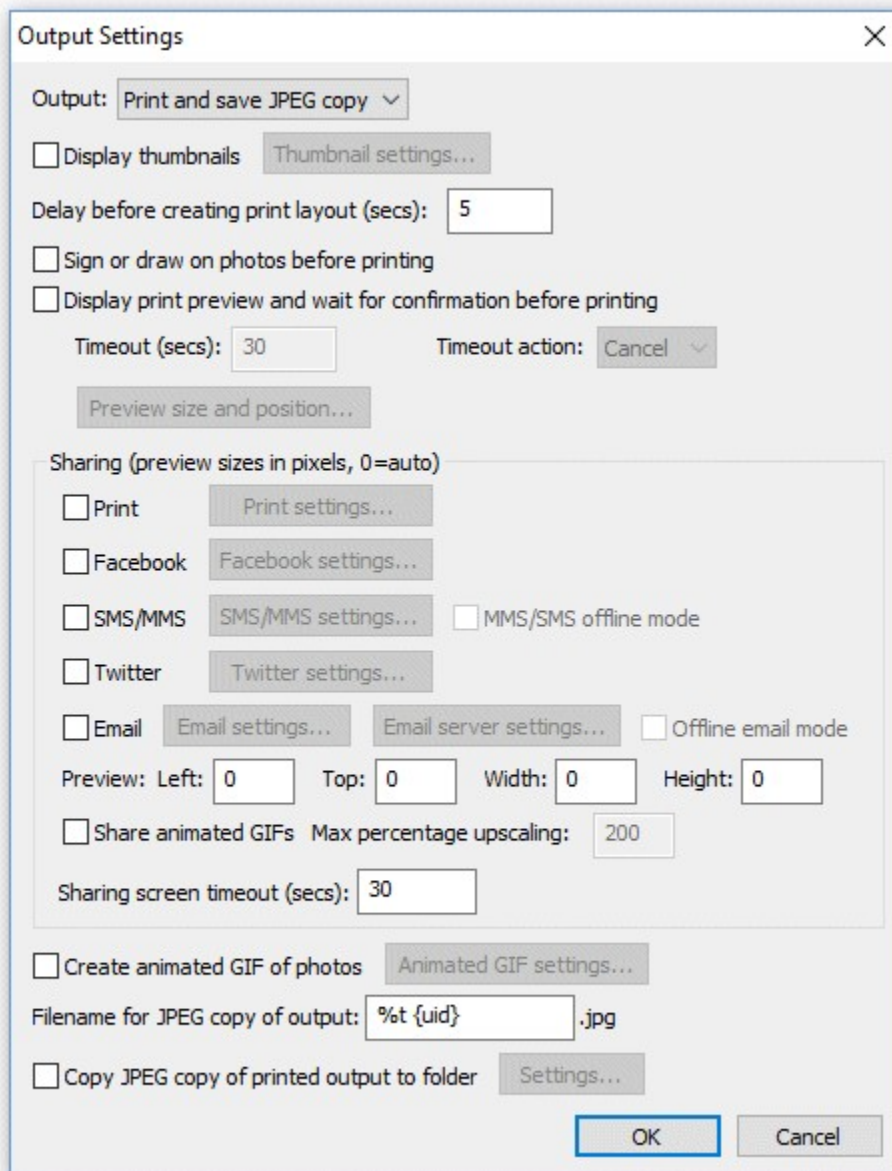 Output Settings
Output: Print and save JPEG copy
Display thumbnails Thumbnail settings...
Delay before creating print layout (secs): 5
Sign or draw on photos before printing
Display print preview and wait for confirmation before printing
Timeout (secs): 30 Timeout action: Cancel
Preview size and position...
Sharing (preview sizes in pixels, 0=auto)
Print Print settings...
Facebook Facebook settings...
SMS/MMS SMS/MMS settings... MMS/SMS offline mode
Twitter Twitter settings...
Email Email settings... Email server settings... Offline email mode
Preview: Left: 0 Top: 0 Width: 0 Height: 0
Share animated GIFs Max percentage upscaling: 200
Sharing screen timeout (secs): 30
Create animated GIF of photos Animated GIF settings...
Filename for JPEG copy of output: %t {uid} .jpg
Copy JPEG copy of printed output to folder Settings...
OK Cancel